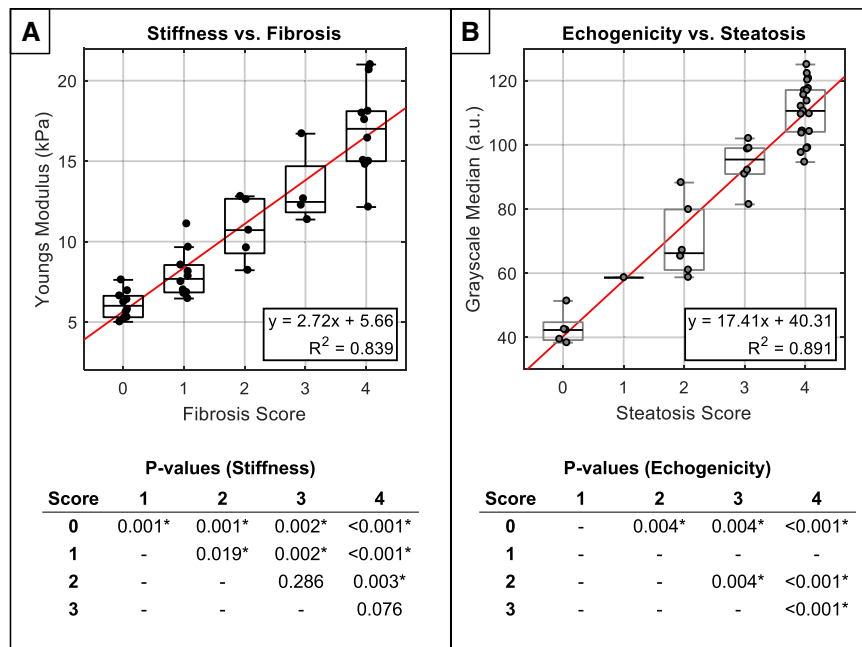 A
Stiffness vs. Fibrosis
Youngs Modulus (kPa)
20
15
10
5
y = 2.72x + 5.66
R² = 0.839
0 1 2 3 4
Fibrosis Score
P-values (Stiffness)
Score 1 2 3 4
0 0.001* 0.001* 0.002* <0.001*
1 - 0.019* 0.002* <0.001*
2 - - 0.286 0.003*
3 - - - 0.076
B
Echogenicity vs. Steatosis
Grayscale Median (a.u.)
120
100
80
60
40
y = 17.41x + 40.31
R² = 0.891
0 1 2 3 4
Steatosis Score
P-values (Echogenicity)
Score 1 2 3 4
0 - 0.004* 0.004* <0.001*
1 - - - -
2 - - 0.004* <0.001*
3 - - - <0.001*